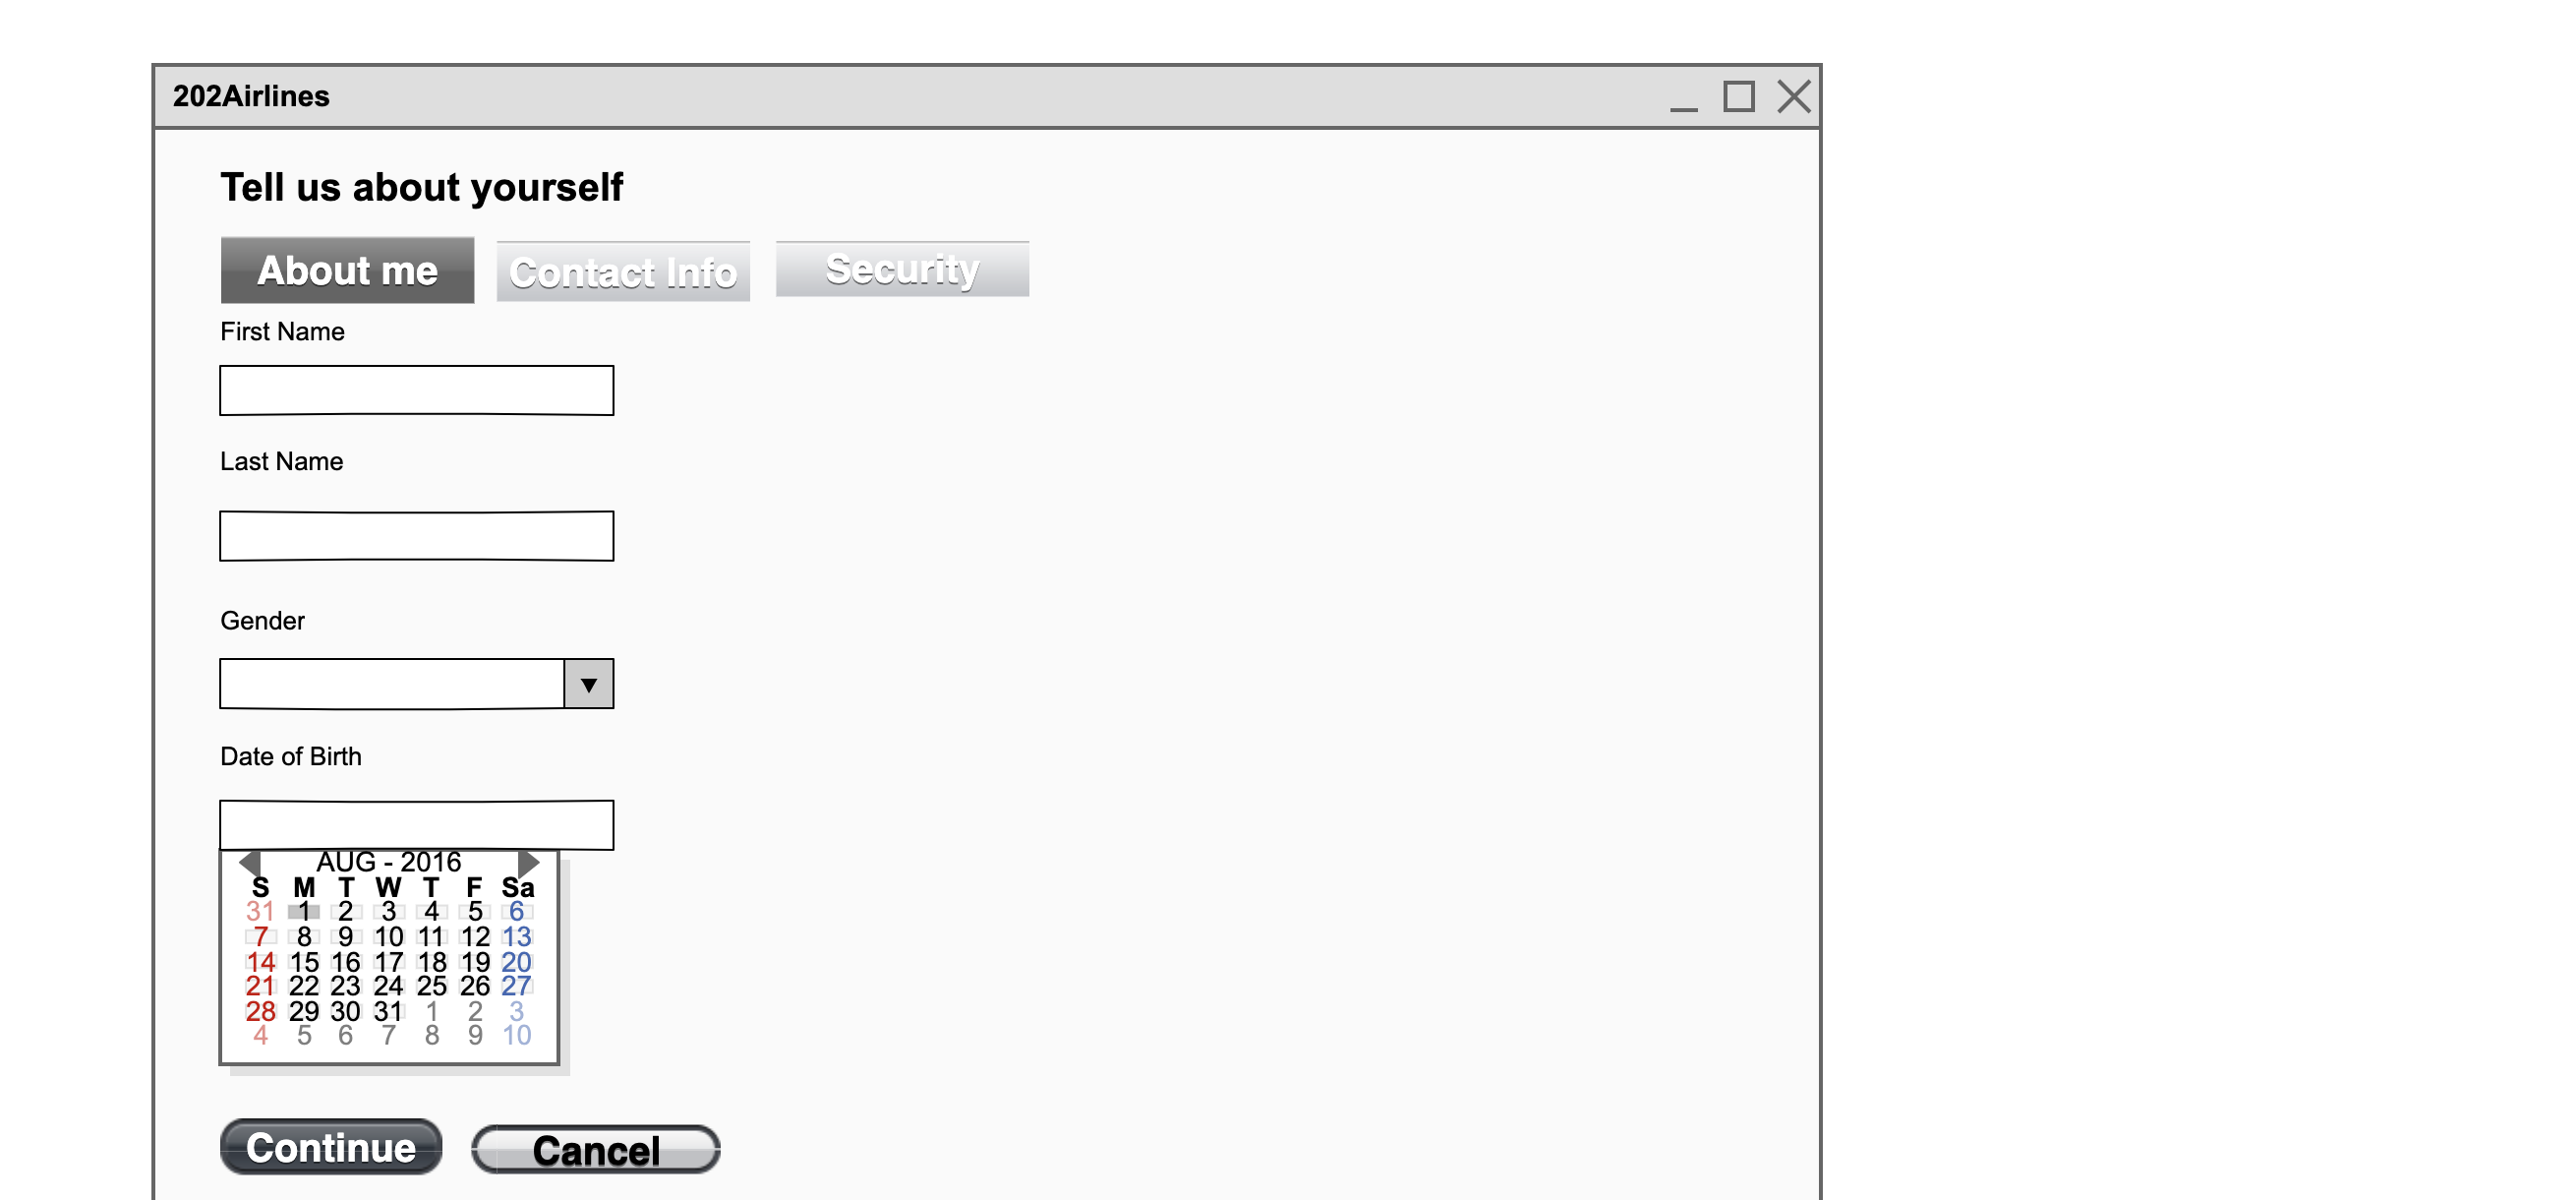 202Airlines
Tell us about yourself
About me Contact Info Security
First Name
Last Name
Gender
Date of Birth
AUG - 2016
S M T W T F Sa
31 1 2 3 4 5 6
7 8 9 10 11 12 13
14 15 16 17 18 19 20
21 22 23 24 25 26 27
28 29 30 31 1 2 3
4 5 6 7 8 9 10
Continue Cancel